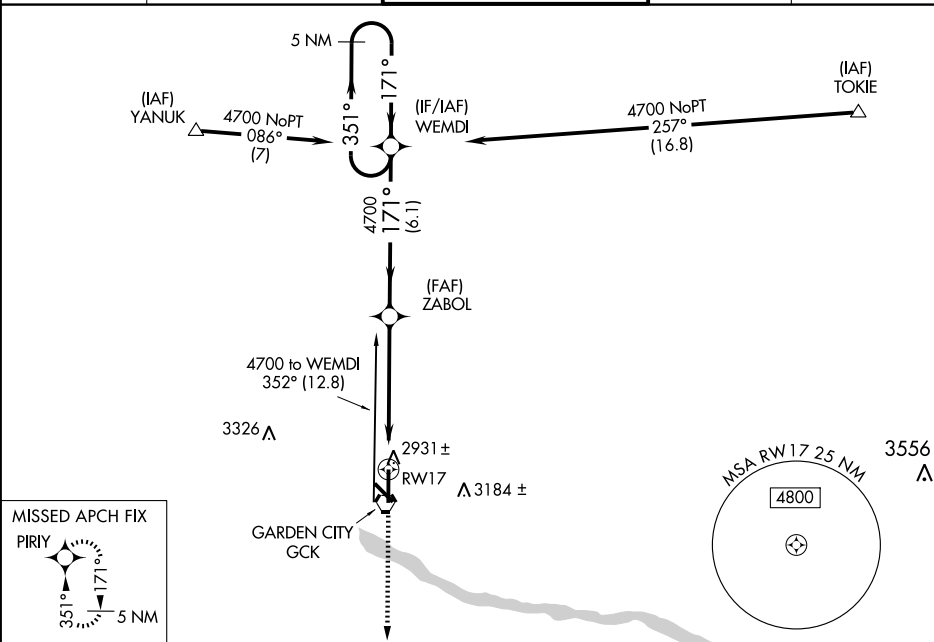 5 NM
351°
171°
(IAF)
YANUK
4700 NoPT
086°
(7)
(IF/IAF)
WEMDI
(IAF)
TOKIE
4700 NoPT
257°
(16.8)
4700
171°
(6.1)
(FAF)
ZABOL
4700 to WEMDI
352° (12.8)
3326
2931 ±
RW17
3184 ±
GARDEN CITY
GCK
MSA RW17 25 NM
4800
3556
MISSED APCH FIX
PIRIY
351°
171°
5 NM